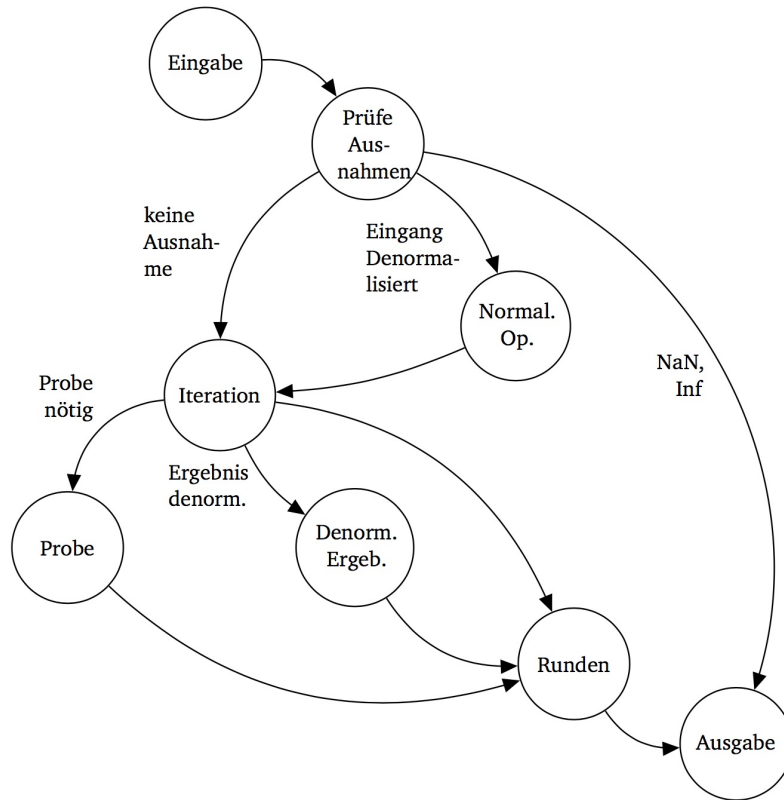 Eingabe
Prüfe
Aus-
nahmen
keine
Ausnah-
me
Eingang
Denorma-
lisiert
Normal.
Op.
NaN,
Inf
Probe
nötig
Iteration
Ergebnis
denorm.
Probe
Denorm.
Ergeb.
Runden
Ausgabe